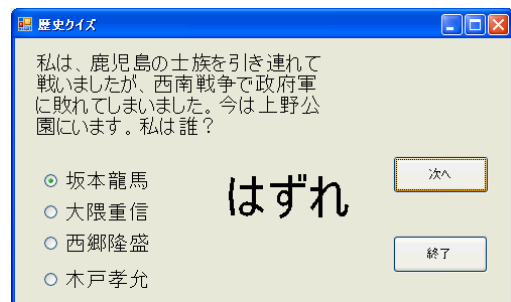 歴史クイズ
私は、鹿児島の士族を引き連れて
戦いましたが、西南戦争で政府軍
に敗れてしまいました。今は上野公
園にいます。私は誰？
坂本龍馬
大隈重信
西郷隆盛
木戸孝允
はずれ
次へ
終了